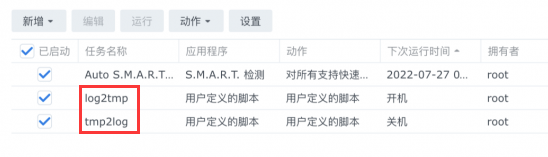 新增 编辑 运行 动作 设置
已启动 任务名称 应用程序 动作 下次运行时间 拥有者
Auto S.M.A.R.T... S.M.A.R.T. 检测 对所有支持快速... 2022-07-27 0... root
log2tmp 用户定义的脚本 用户定义的脚本 开机 root
tmp2log 用户定义的脚本 用户定义的脚本 关机 root